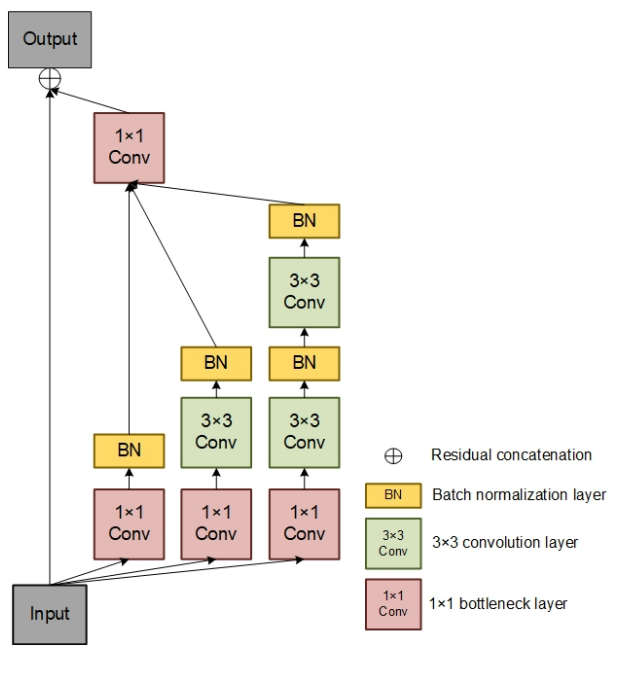 Output
1×1
Conv
BN
3×3
Conv
BN
BN
3×3
Conv
3×3
Conv
BN
1×1
Conv
1×1
Conv
1×1
Conv
Input
Residual concatenation
BN
Batch normalization layer
3×3
Conv
3×3 convolution layer
1×1
Conv
1×1 bottleneck layer